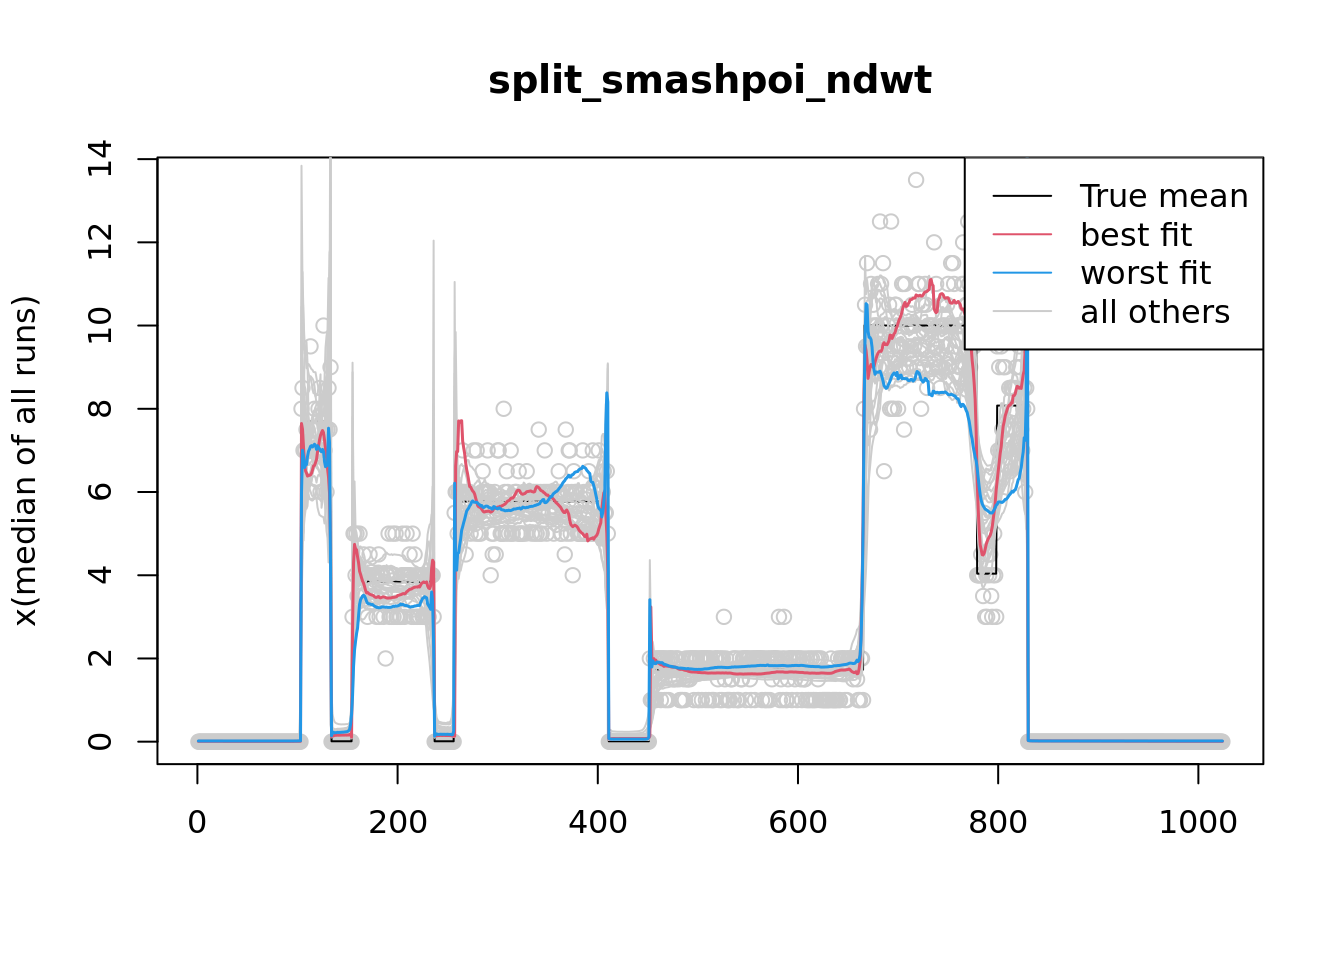 split_smashpoi_ndwt
x(median of all runs)
14
12
10
8
6
4
2
0
True mean
best fit
worst fit
all others
0 200 400 600 800 1000